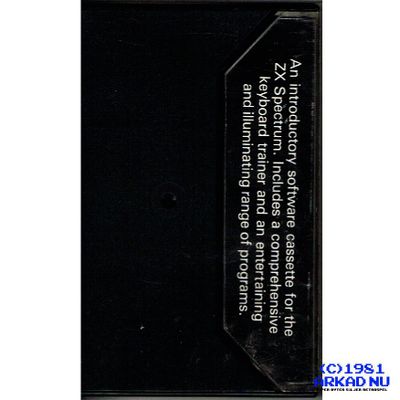 An introductory software cassette for the
ZX Spectrum. Includes a comprehensive
keyboard trainer and an entertaining
and illuminating range of programs.
(C)1981
ARKAD NU